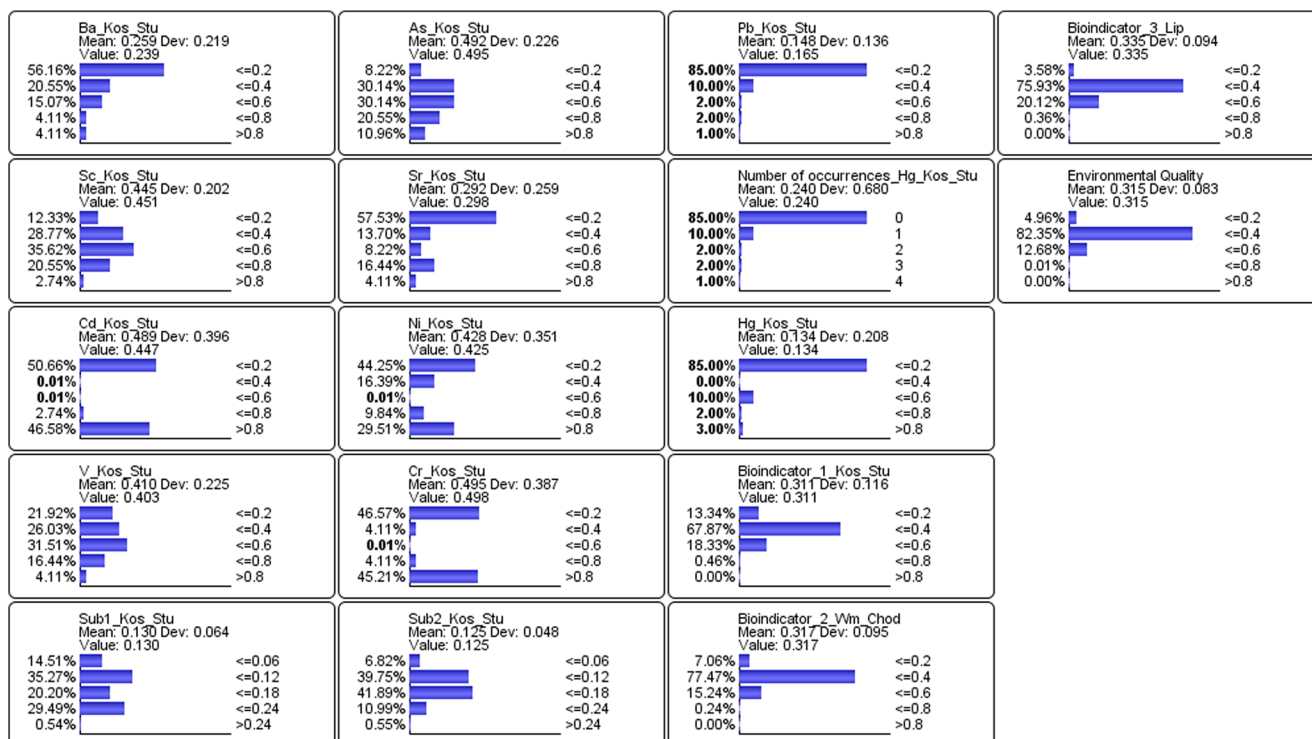 Ba_Kos_Stu
Mean: 0.259 Dev: 0.219
Value: 0.239
56.16% <=0.2
20.55% <=0.4
15.07% <=0.6
4.11% <=0.8
4.11% >0.8
As_Kos_Stu
Mean: 0.492 Dev: 0.226
Value: 0.495
8.22% <=0.2
30.14% <=0.4
30.14% <=0.6
20.55% <=0.8
10.96% >0.8
Pb_Kos_Stu
Mean: 0.148 Dev: 0.136
Value: 0.165
85.00% <=0.2
10.00% <=0.4
2.00% <=0.6
2.00% <=0.8
1.00% >0.8
Bioindicator_3_Lip
Mean: 0.335 Dev: 0.094
Value: 0.335
3.58% <=0.2
75.93% <=0.4
20.12% <=0.6
0.36% <=0.8
0.00% >0.8
Sc_Kos_Stu
Mean: 0.445 Dev: 0.202
Value: 0.451
12.33% <=0.2
28.77% <=0.4
35.62% <=0.6
20.55% <=0.8
2.74% >0.8
Sr_Kos_Stu
Mean: 0.292 Dev: 0.259
Value: 0.298
57.53% <=0.2
13.70% <=0.4
8.22% <=0.6
16.44% <=0.8
4.11% >0.8
Number of occurrences_Hg_Kos_Stu
Mean: 0.240 Dev: 0.680
Value: 0.240
85.00% 0
10.00% 1
2.00% 2
2.00% 3
1.00% 4
Environmental Quality
Mean: 0.315 Dev: 0.083
Value: 0.315
4.96% <=0.2
82.35% <=0.4
12.68% <=0.6
0.01% <=0.8
0.00% >0.8
Cd_Kos_Stu
Mean: 0.489 Dev: 0.396
Value: 0.447
50.66% <=0.2
0.01% <=0.4
0.01% <=0.6
2.74% <=0.8
46.58% >0.8
Ni_Kos_Stu
Mean: 0.428 Dev: 0.351
Value: 0.425
44.25% <=0.2
16.39% <=0.4
0.01% <=0.6
9.84% <=0.8
29.51% >0.8
Hg_Kos_Stu
Mean: 0.134 Dev: 0.208
Value: 0.134
85.00% <=0.2
0.00% <=0.4
10.00% <=0.6
2.00% <=0.8
3.00% >0.8
V_Kos_Stu
Mean: 0.410 Dev: 0.225
Value: 0.403
21.92% <=0.2
26.03% <=0.4
31.51% <=0.6
16.44% <=0.8
4.11% >0.8
Cr_Kos_Stu
Mean: 0.495 Dev: 0.387
Value: 0.498
46.57% <=0.2
4.11% <=0.4
0.01% <=0.6
4.11% <=0.8
45.21% >0.8
Bioindicator_1_Kos_Stu
Mean: 0.311 Dev: 0.116
Value: 0.311
13.34% <=0.2
67.87% <=0.4
18.33% <=0.6
0.46% <=0.8
0.00% >0.8
Sub1_Kos_Stu
Mean: 0.130 Dev: 0.064
Value: 0.130
14.51% <=0.06
35.27% <=0.12
20.20% <=0.18
29.49% <=0.24
0.54% >0.24
Sub2_Kos_Stu
Mean: 0.125 Dev: 0.048
Value: 0.125
6.82% <=0.06
39.75% <=0.12
41.89% <=0.18
10.99% <=0.24
0.55% >0.24
Bioindicator_2_Wm_Chod
Mean: 0.317 Dev: 0.095
Value: 0.317
7.06% <=0.2
77.47% <=0.4
15.24% <=0.6
0.24% <=0.8
0.00% >0.8